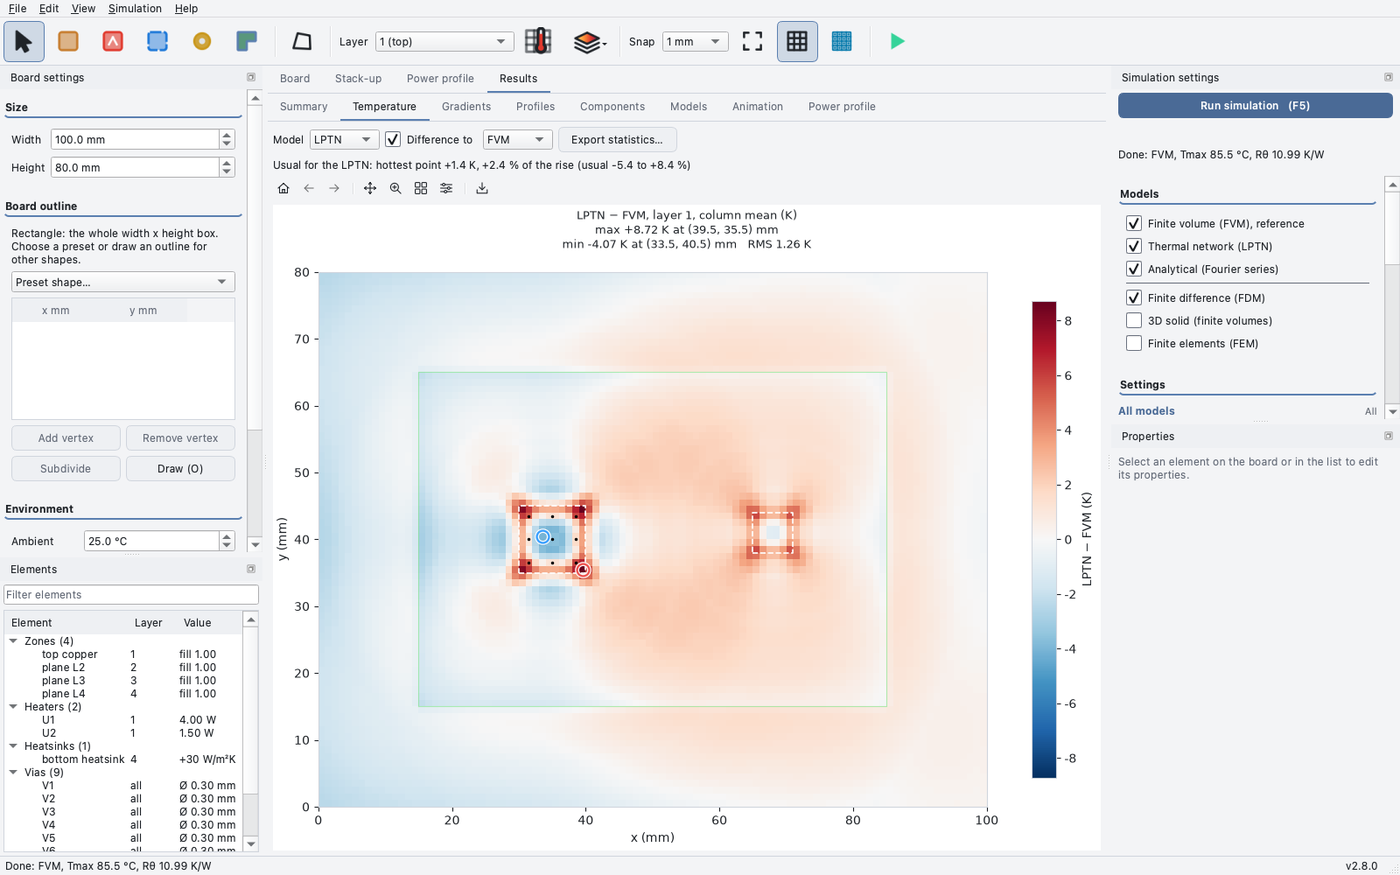 File Edit View Simulation Help
Layer 1 (top) Snap 1 mm
Board settings
Size
Width 100.0 mm
Height 80.0 mm
Board outline
Rectangle: the whole width x height box.
Choose a preset or draw an outline for
other shapes.
Preset shape...
x mm y mm
Add vertex Remove vertex
Subdivide Draw (O)
Environment
Ambient 25.0 °C
Elements
Filter elements
Element Layer Value
Zones (4)
top copper 1 fill 1.00
plane L2 2 fill 1.00
plane L3 3 fill 1.00
plane L4 4 fill 1.00
Heaters (2)
U1 1 4.00 W
U2 1 1.50 W
Heatsinks (1)
bottom heatsink 4 +30 W/m²K
Vias (9)
V1 all Ø 0.30 mm
V2 all Ø 0.30 mm
V3 all Ø 0.30 mm
V4 all Ø 0.30 mm
V5 all Ø 0.30 mm
V6 all Ø 0.30 mm
Board Stack-up Power profile Results
Summary Temperature Gradients Profiles Components Models Animation Power profile
Model LPTN Difference to FVM Export statistics...
Usual for the LPTN: hottest point +1.4 K, +2.4 % of the rise (usual -5.4 to +8.4 %)
LPTN − FVM, layer 1, column mean (K)
max +8.72 K at (39.5, 35.5) mm
min -4.07 K at (33.5, 40.5) mm RMS 1.26 K
80
70
60
50
40
30
20
10
0
y (mm)
0 20 40 60 80 100
x (mm)
8
6
4
2
0
-2
-4
-6
-8
LPTN − FVM (K)
Simulation settings
Run simulation (F5)
Done: FVM, Tmax 85.5 °C, Rθ 10.99 K/W
Models
Finite volume (FVM), reference
Thermal network (LPTN)
Analytical (Fourier series)
Finite difference (FDM)
3D solid (finite volumes)
Finite elements (FEM)
Settings
All models All
Properties
Select an element on the board or in the list to edit
its properties.
Done: FVM, Tmax 85.5 °C, Rθ 10.99 K/W v2.8.0